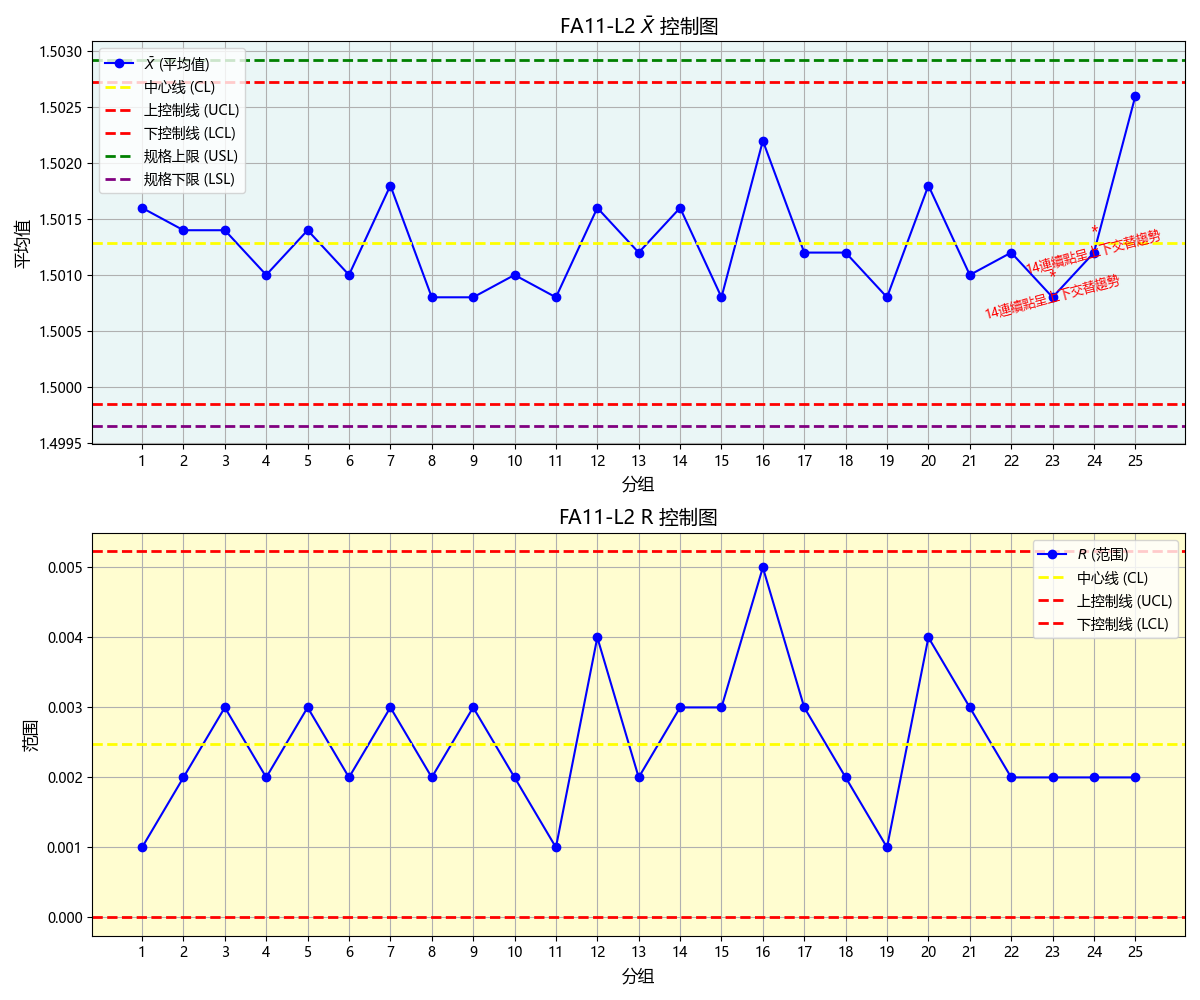 FA11-L2 X̄ 控制图
1.5030
1.5025
1.5020
1.5015
1.5010
1.5005
1.5000
1.4995
平均值
X̄ (平均值)
中心线 (CL)
上控制线 (UCL)
下控制线 (LCL)
规格上限 (USL)
规格下限 (LSL)
*
14連續點呈上下交替趨勢
*
14連續點呈上下交替趨勢
1 2 3 4 5 6 7 8 9 10 11 12 13 14 15 16 17 18 19 20 21 22 23 24 25
分组
FA11-L2 R 控制图
0.005
0.004
0.003
0.002
0.001
0.000
范围
R (范围)
中心线 (CL)
上控制线 (UCL)
下控制线 (LCL)
1 2 3 4 5 6 7 8 9 10 11 12 13 14 15 16 17 18 19 20 21 22 23 24 25
分组